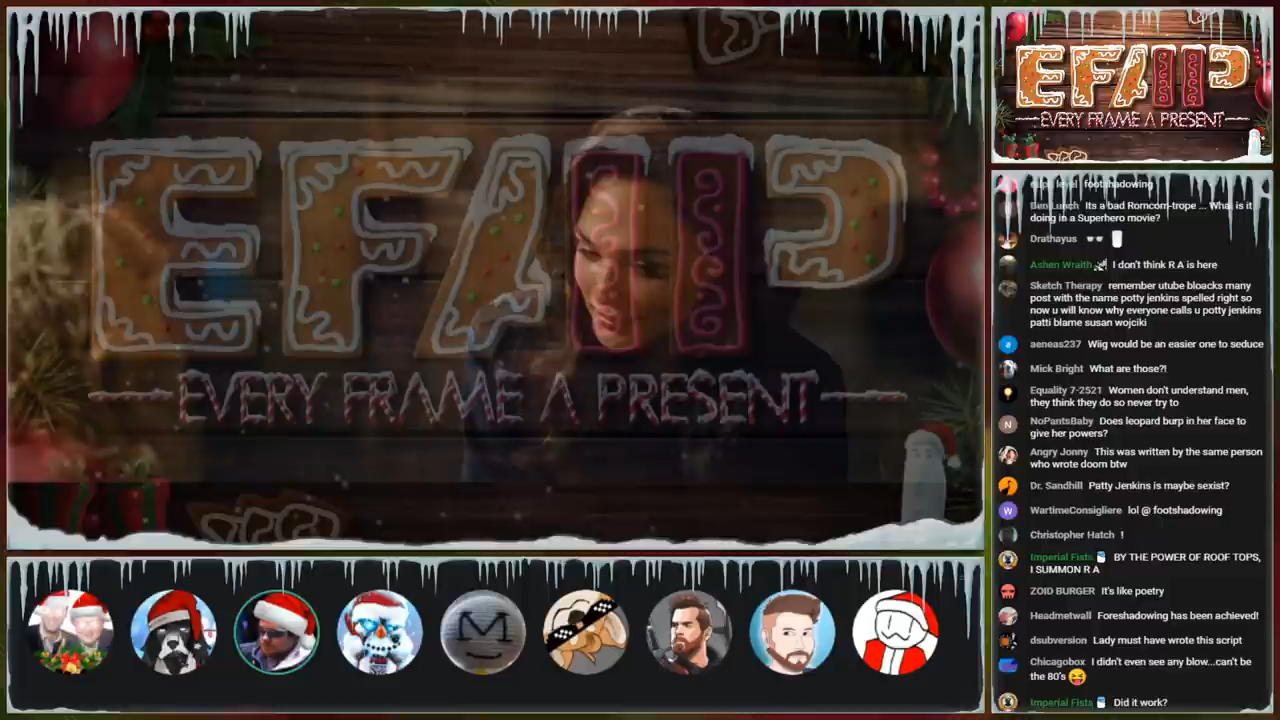 EFAP
EVERY FRAME A PRESENT
EFAP
EVERY FRAME A PRESENT
footshadowing
Ben Lunch Its a bad Romcom-trope ... What is it
doing in a Superhero movie?
Drathayus
Ashen Wraith I don't think R A is here
Sketch Therapy remember utube bloacks many
post with the name potty jenkins spelled right so
now u will know why everyone calls u potty jenkins
patti blame susan wojciki
aeneas237 Wiig would be an easier one to seduce
Mick Bright What are those?!
Equality 7-2521 Women don't understand men,
they think they do so never try to
N NoPantsBaby Does leopard burp in her face to
give her powers?
Angry Jonny This was written by the same person
who wrote doom btw
Dr. Sandhill Patty Jenkins is maybe sexist?
W WartimeConsigliere lol @ footshadowing
Christopher Hatch !
Imperial Fists BY THE POWER OF ROOF TOPS,
I SUMMON R A
ZOID BURGER It's like poetry
Headmetwall Foreshadowing has been achieved!
dsubversion Lady must have wrote this script
Chicagobox I didn't even see any blow...can't be
the 80's
Imperial Fists Did it work?
M